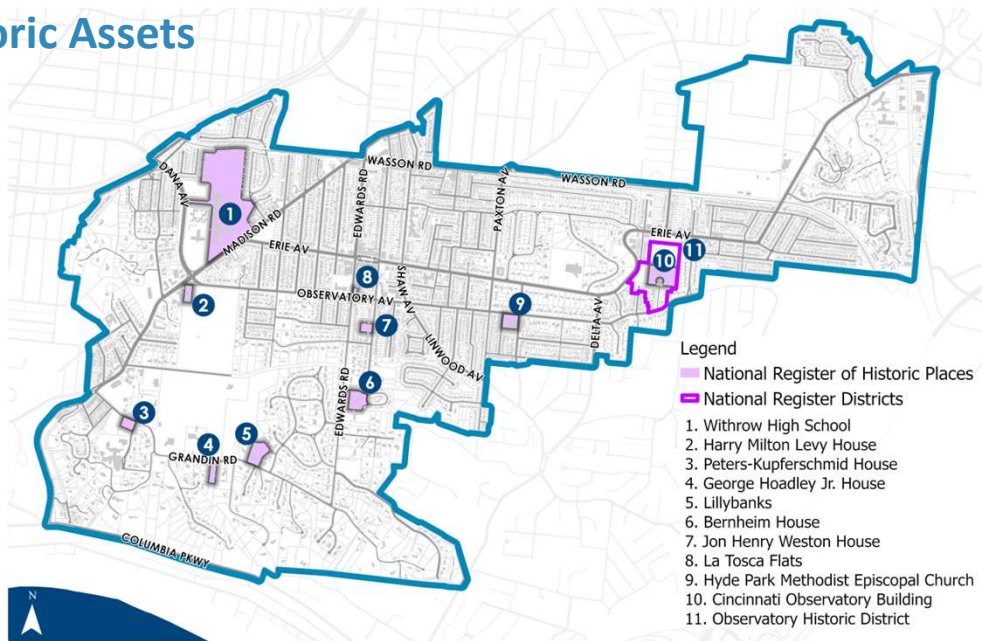 oric Assets
WASSON RD
WASSON RD
DANA AV
EDWARDS RD
PAXTON AV
1
MADISON RD
ERIE AV
ERIE AV
11
10
8
SHAW AV
2
OBSERVATORY AV
9
7
DELTA AV
LINWOOD AV
6
EDWARDS RD
3
5
4
GRANDIN RD
COLUMBIA PKWY
N
Legend
National Register of Historic Places
National Register Districts
1. Withrow High School
2. Harry Milton Levy House
3. Peters-Kupferschmid House
4. George Hoadley Jr. House
5. Lillybanks
6. Bernheim House
7. Jon Henry Weston House
8. La Tosca Flats
9. Hyde Park Methodist Episcopal Church
10. Cincinnati Observatory Building
11. Observatory Historic District